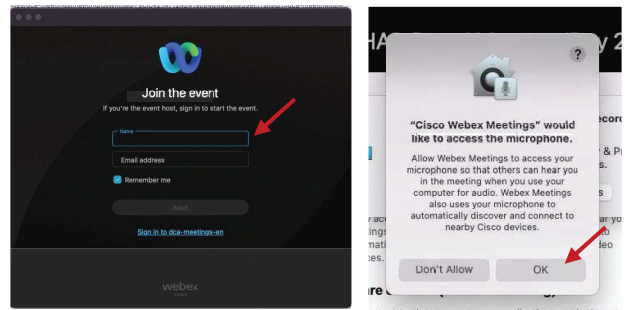 Join the event
If you're the event host, sign in to start the event.
Name
Email address
Remember me
Next
Sign in to dca-meetings-en
webex
HA
y 2
?
"Cisco Webex Meetings" would
like to access the microphone.
Allow Webex Meetings to access your
microphone so that others can hear you
in the meeting when you use your
computer for audio. Webex Meetings
also uses your microphone to
automatically discover and connect to
nearby Cisco devices.
Don't Allow
OK
ecord
& Pr
s.